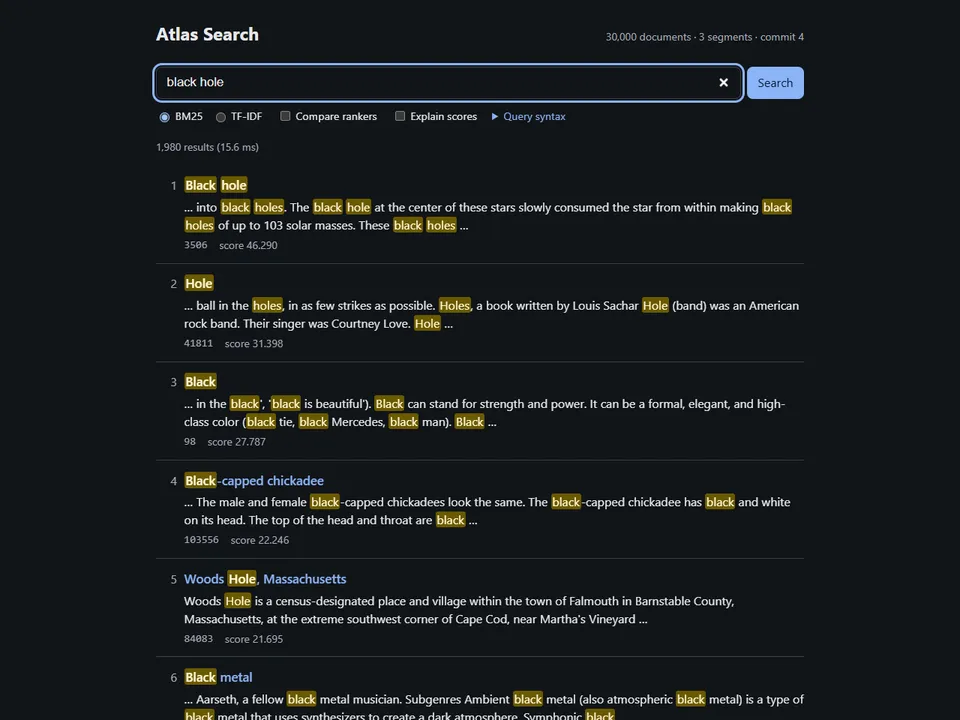 Atlas Search
30,000 documents · 3 segments · commit 4
black hole
Search
BM25 TF-IDF Compare rankers Explain scores Query syntax
1,980 results (15.6 ms)
1 Black hole
... into black holes. The black hole at the center of these stars slowly consumed the star from within making black
holes of up to 103 solar masses. These black holes ...
3506 score 46.290
2 Hole
... ball in the holes, in as few strikes as possible. Holes, a book written by Louis Sachar Hole (band) was an American
rock band. Their singer was Courtney Love. Hole ...
41811 score 31.398
3 Black
... in the black', 'black is beautiful'). Black can stand for strength and power. It can be a formal, elegant, and high-
class color (black tie, black Mercedes, black man). Black ...
98 score 27.787
4 Black-capped chickadee
... The male and female black-capped chickadees look the same. The black-capped chickadee has black and white
on its head. The top of the head and throat are black ...
103556 score 22.246
5 Woods Hole, Massachusetts
Woods Hole is a census-designated place and village within the town of Falmouth in Barnstable County,
Massachusetts, at the extreme southwest corner of Cape Cod, near Martha's Vineyard ...
84083 score 21.695
6 Black metal
... Aarseth, a fellow black metal musician. Subgenres Ambient black metal (also atmospheric black metal) is a type of
black metal that uses synthesizers to create a dark atmosphere. Symphonic black